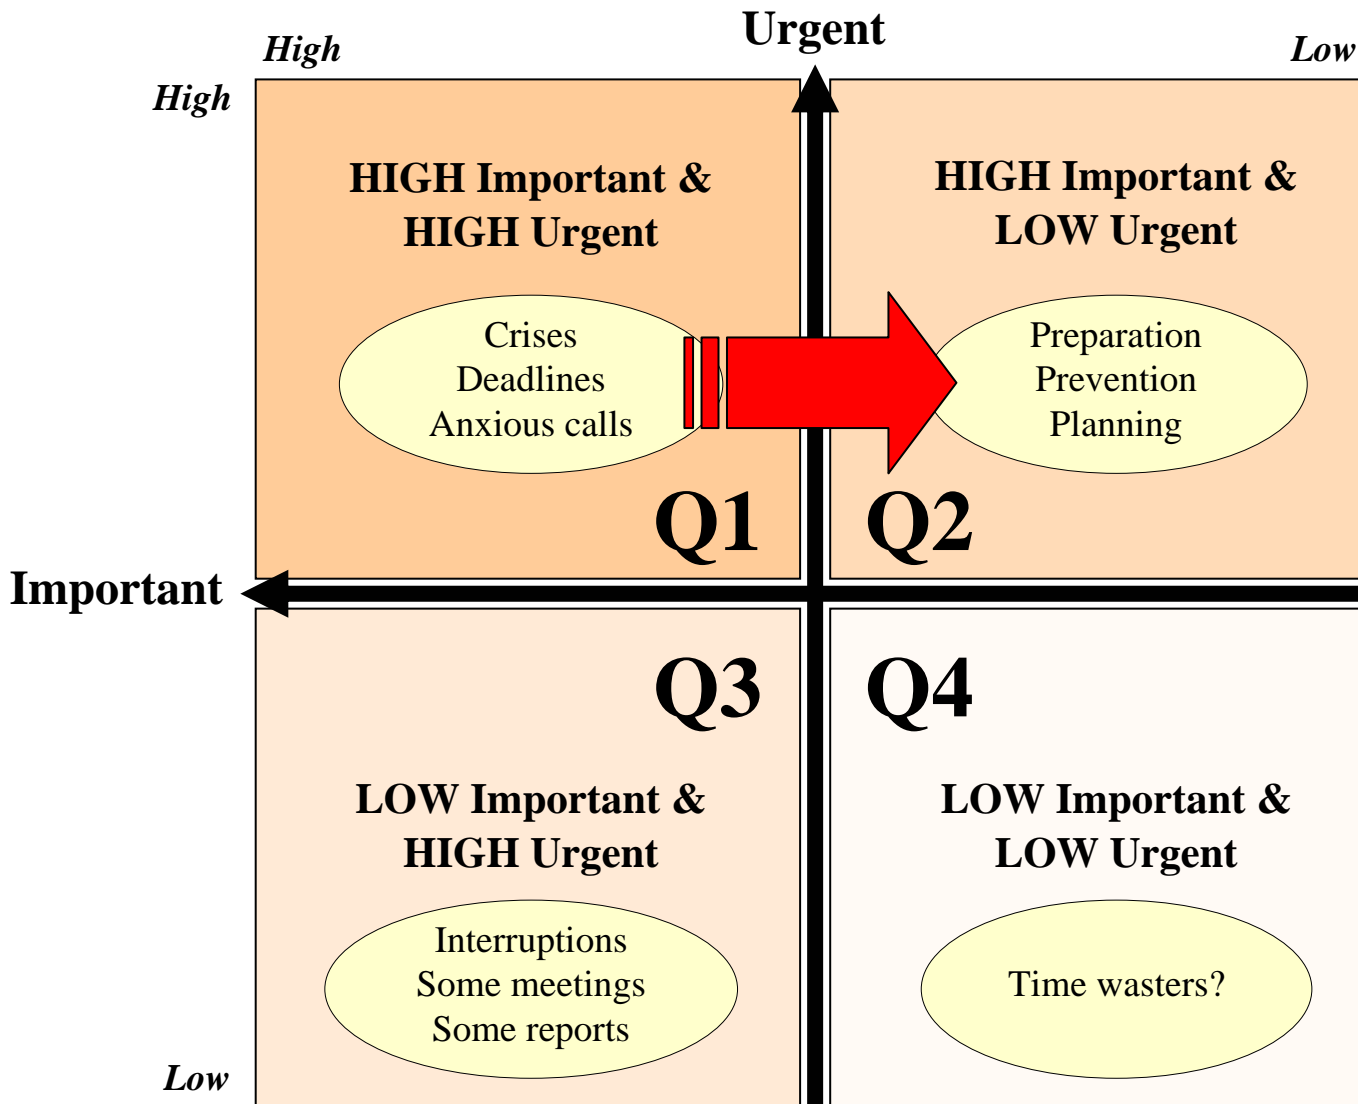 Urgent
High
Low
High
HIGH Important &
HIGH Urgent
HIGH Important &
LOW Urgent
Crises
Deadlines
Anxious calls
Preparation
Prevention
Planning
Q1
Q2
Important
Q3
Q4
LOW Important &
HIGH Urgent
LOW Important &
LOW Urgent
Interruptions
Some meetings
Some reports
Time wasters?
Low